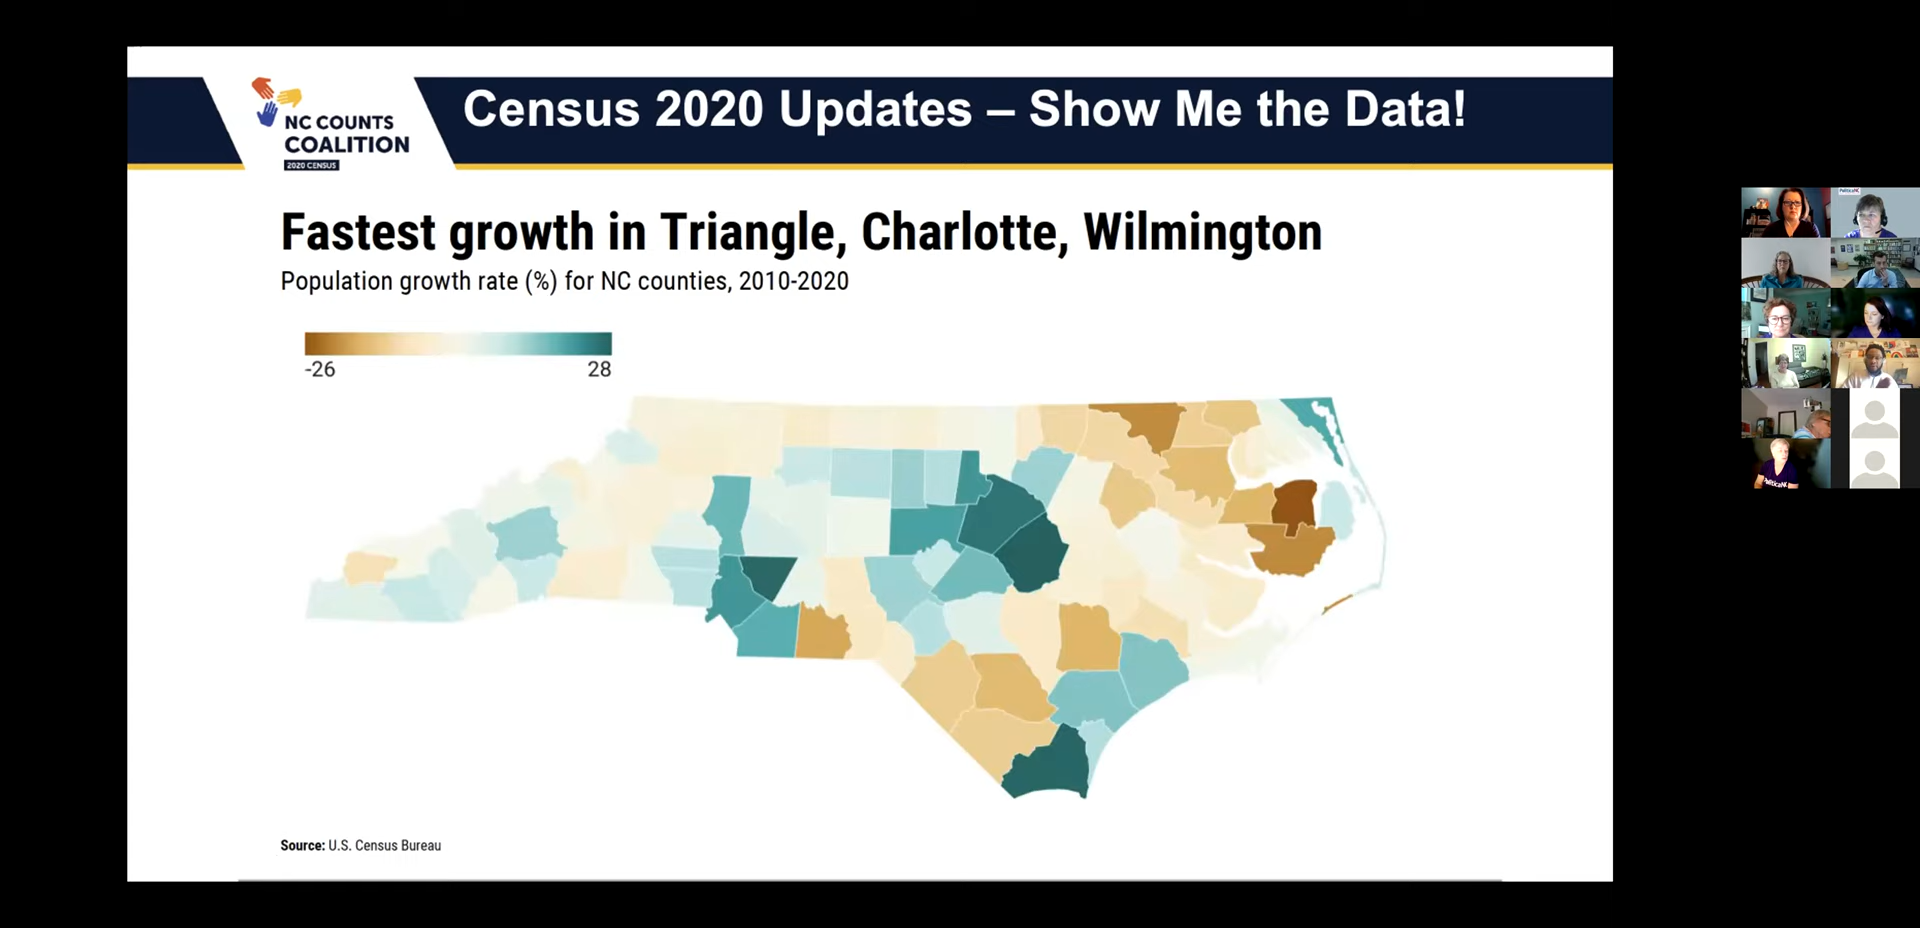 NC COUNTS
COALITION
2020 CENSUS
Census 2020 Updates – Show Me the Data!
Fastest growth in Triangle, Charlotte, Wilmington
Population growth rate (%) for NC counties, 2010-2020
-26
28
Source: U.S. Census Bureau
PoliticaNC